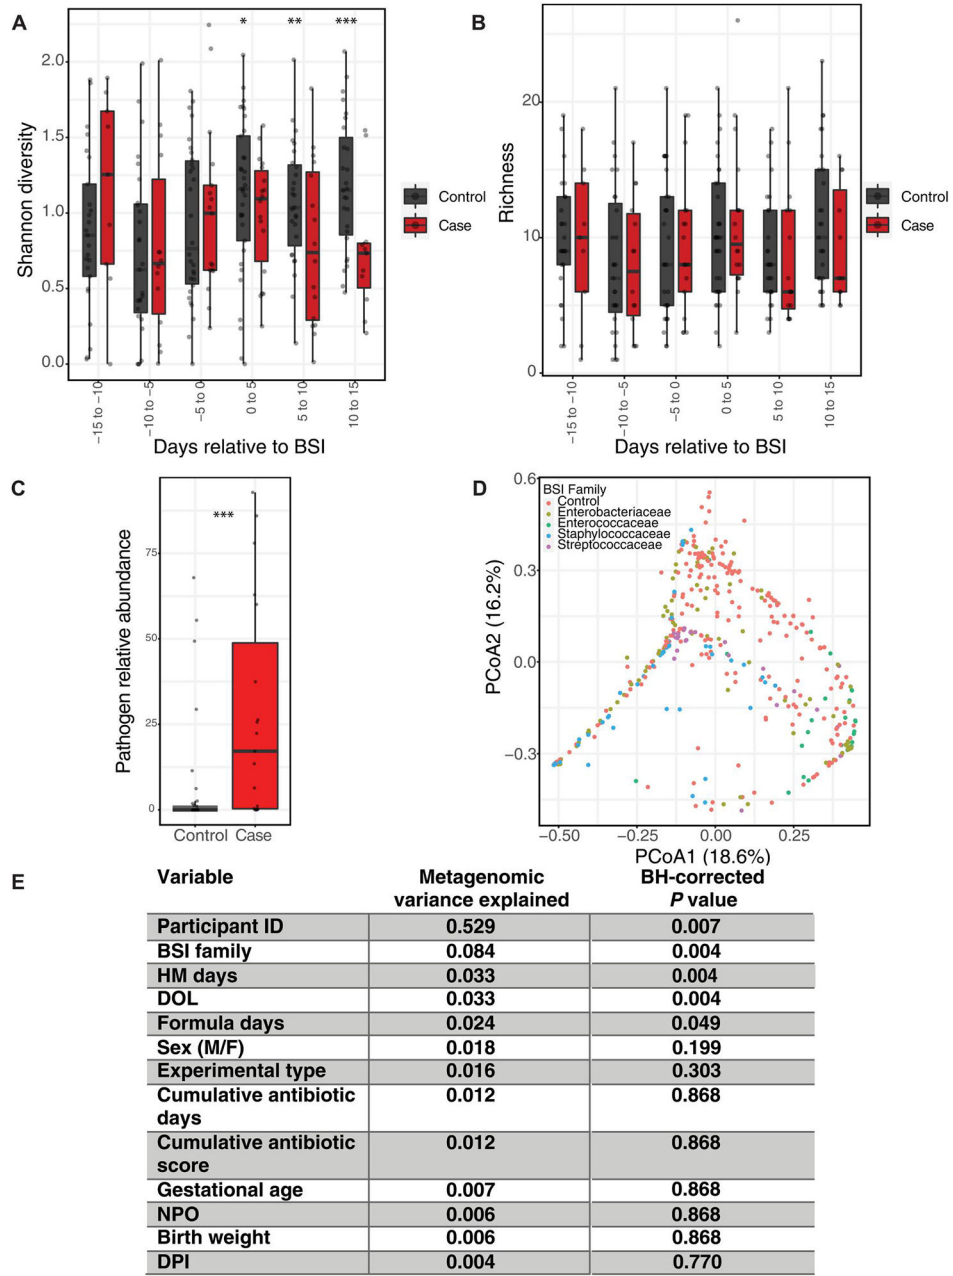 A
* ** ***
2.0
1.5
1.0
0.5
0.0
Shannon diversity
−15 to −10
−10 to −5
−5 to 0
0 to 5
5 to 10
10 to 15
Days relative to BSI
Control
Case
B
20
10
0
Richness
−15 to −10
−10 to −5
−5 to 0
0 to 5
5 to 10
10 to 15
Days relative to BSI
Control
Case
C
***
75
50
25
0
Pathogen relative abundance
Control Case
D
BSI Family
Control
Enterobacteriaceae
Enterococcaceae
Staphylococcaceae
Streptococcaceae
0.6
0.3
0.0
−0.3
PCoA2 (16.2%)
−0.50 −0.25 0.00 0.25
PCoA1 (18.6%)
E
Variable Metagenomic variance explained BH-corrected P value
Participant ID 0.529 0.007
BSI family 0.084 0.004
HM days 0.033 0.004
DOL 0.033 0.004
Formula days 0.024 0.049
Sex (M/F) 0.018 0.199
Experimental type 0.016 0.303
Cumulative antibiotic days 0.012 0.868
Cumulative antibiotic score 0.012 0.868
Gestational age 0.007 0.868
NPO 0.006 0.868
Birth weight 0.006 0.868
DPI 0.004 0.770